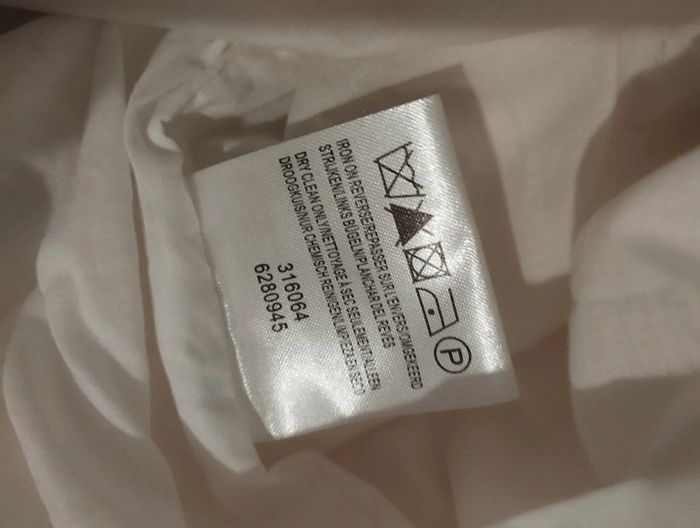 P
IRON ON REVERSE/REPASSER SUR L'ENVERS/OMGEKEERD
STRIJKEN/LINKS BÜGELN/PLANCHAR DEL REVÉS
DRY CLEAN ONLY/NETTOYAGE À SEC SEULEMENT/ALLEEN
DROOGKUIS/NUR CHEMISCH REINIGEN/LIMPIEZA EN SECO
316064
6280945